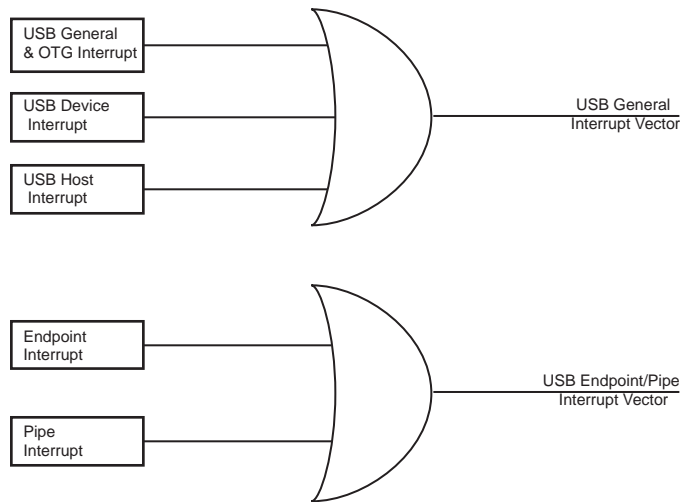 USB General
& OTG Interrupt
USB Device
Interrupt
USB Host
Interrupt
USB General
Interrupt Vector
Endpoint
Interrupt
Pipe
Interrupt
USB Endpoint/Pipe
Interrupt Vector